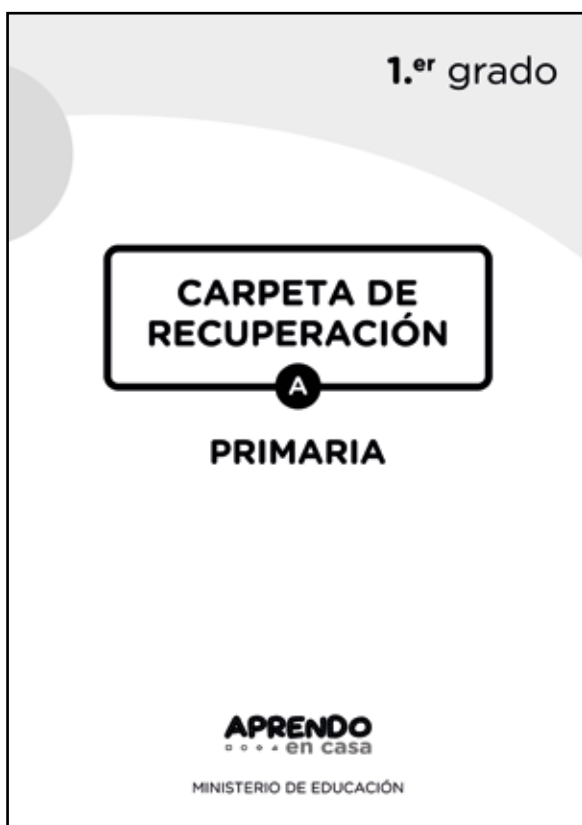 1.er grado
CARPETA DE
RECUPERACIÓN
A
PRIMARIA
APRENDO
en casa
MINISTERIO DE EDUCACIÓN